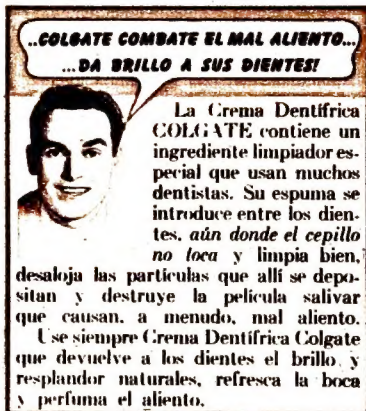 ..COLGATE COMBATE EL MAL ALIENTO...
...DA BRILLO A SUS DIENTES!
La Crema Dentífrica
COLGATE contiene un
ingrediente limpiador es-
pecial que usan muchos
dentistas. Su espuma se
introduce entre los dien-
tes, aún donde el cepillo
no toca y limpia bien,
desaloja las partículas que allí se depo-
sitan y destruye la película salivar
que causan, a menudo, mal aliento.
Use siempre Crema Dentífrica Colgate
que devuelve a los dientes el brillo y
resplandor naturales, refresca la boca
y perfuma el aliento.